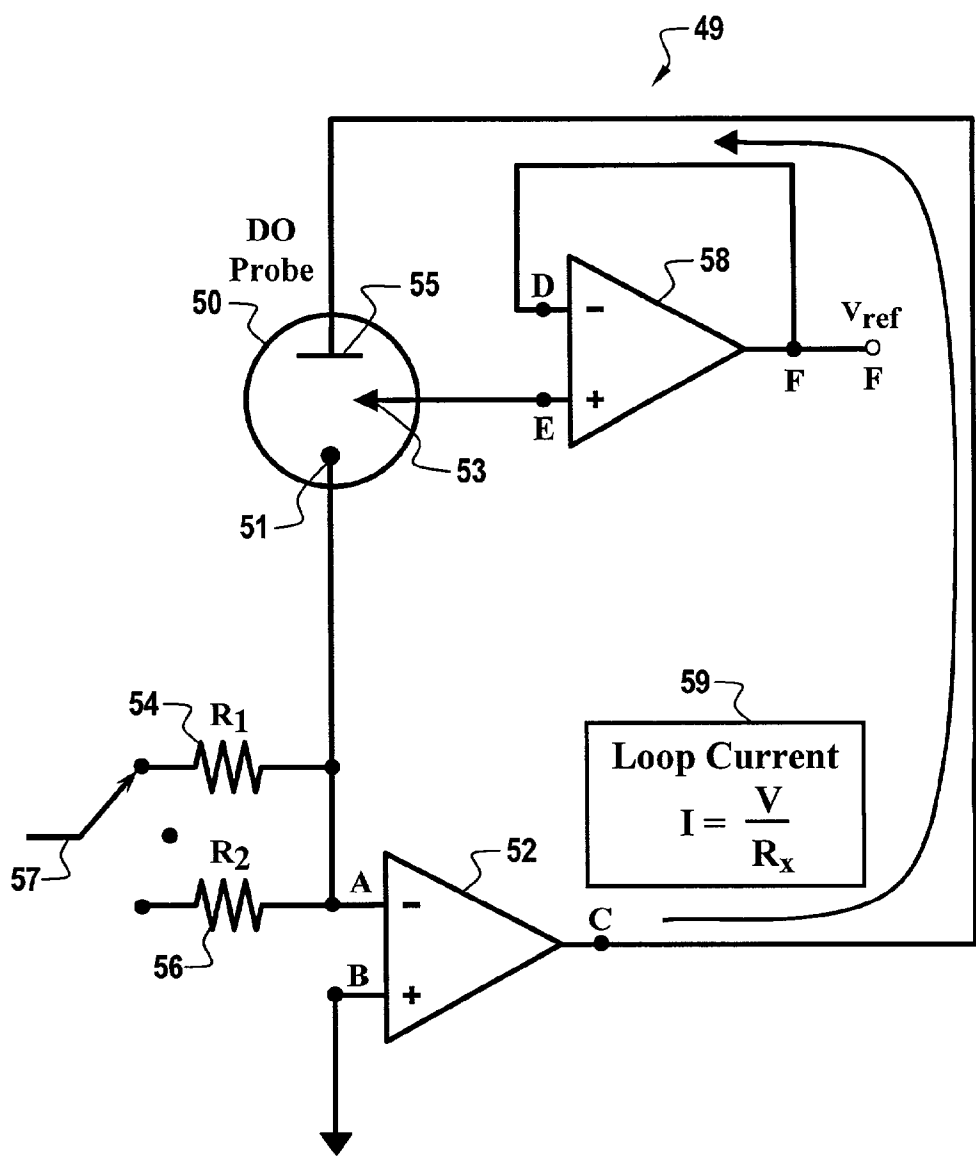 49
DO
Probe
50
55
58
D
-
Vref
E
+
F
F
53
51
59
54
R1
Loop Current
I = V
Rx
57
R2
52
A
-
C
56
B
+